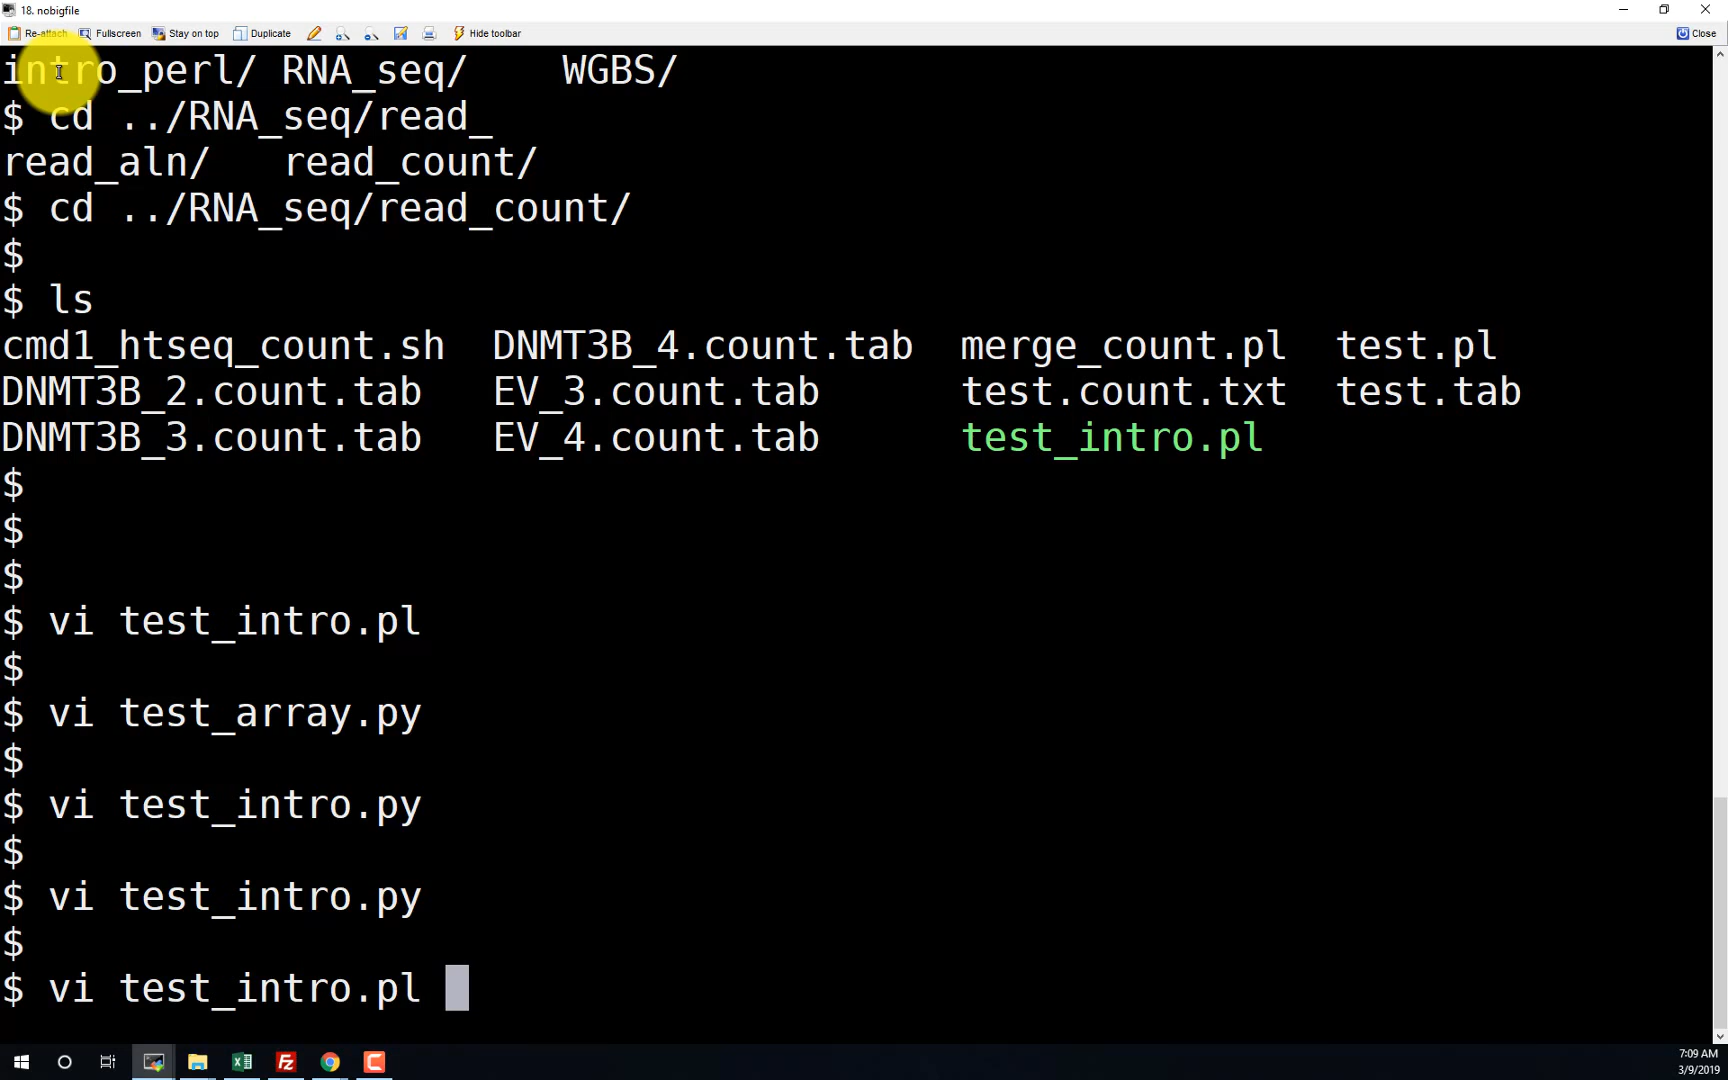 18. nobigfile
Re-attach Fullscreen Stay on top Duplicate Hide toolbar Close
intro_perl/ RNA_seq/ WGBS/
$ cd ../RNA_seq/read_
read_aln/ read_count/
$ cd ../RNA_seq/read_count/
$
$ ls
cmd1_htseq_count.sh DNMT3B_4.count.tab merge_count.pl test.pl
DNMT3B_2.count.tab EV_3.count.tab test.count.txt test.tab
DNMT3B_3.count.tab EV_4.count.tab test_intro.pl
$
$
$
$ vi test_intro.pl
$
$ vi test_array.py
$
$ vi test_intro.py
$
$ vi test_intro.py
$
$ vi test_intro.pl
7:09 AM
3/9/2019